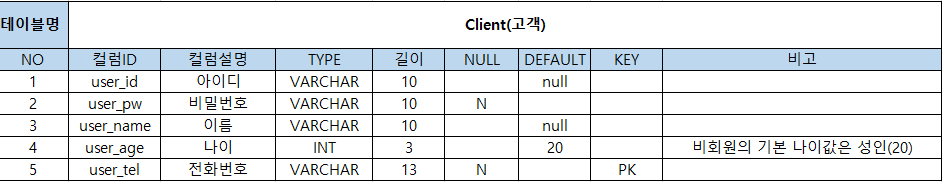 테이블명 Client(고객)
NO 컬럼ID 컬럼설명 TYPE 길이 NULL DEFAULT KEY 비고
1 user_id 아이디 VARCHAR 10 null
2 user_pw 비밀번호 VARCHAR 10 N
3 user_name 이름 VARCHAR 10 null
4 user_age 나이 INT 3 20 비회원의 기본 나이값은 성인(20)
5 user_tel 전화번호 VARCHAR 13 N PK